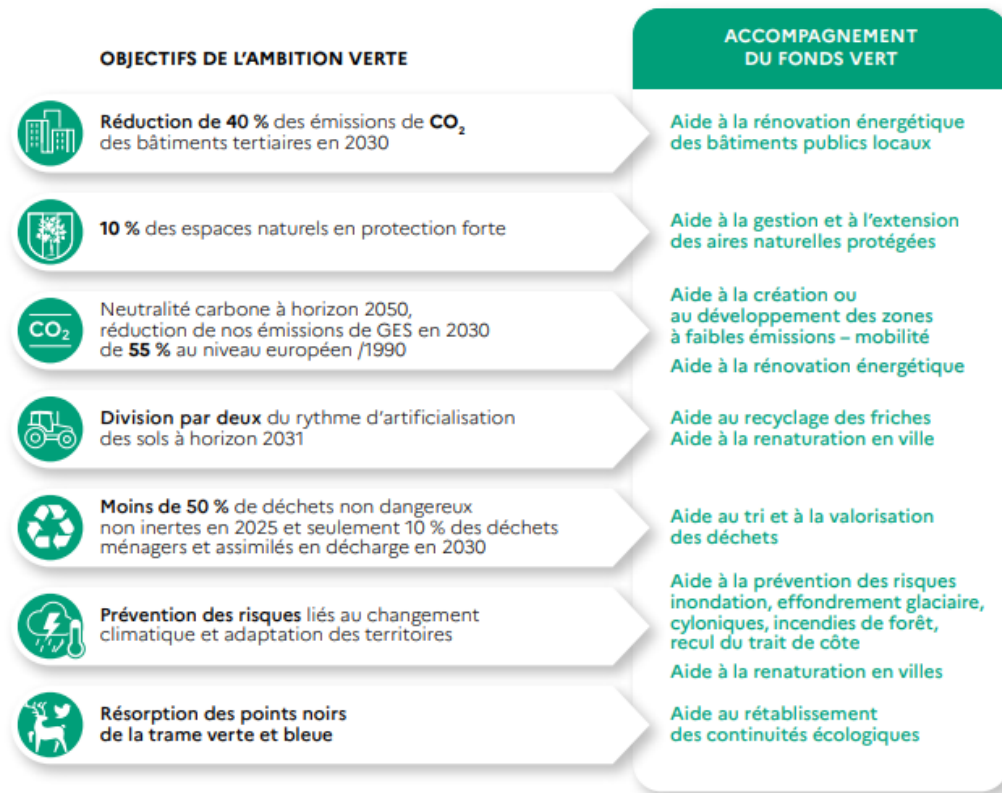 OBJECTIFS DE L'AMBITION VERTE
ACCOMPAGNEMENT
DU FONDS VERT
Réduction de 40 % des émissions de CO₂
des bâtiments tertiaires en 2030
Aide à la rénovation énergétique
des bâtiments publics locaux
10 % des espaces naturels en protection forte
Aide à la gestion et à l'extension
des aires naturelles protégées
CO₂
Neutralité carbone à horizon 2050,
réduction de nos émissions de GES en 2030
de 55 % au niveau européen /1990
Aide à la création ou
au développement des zones
à faibles émissions – mobilité
Aide à la rénovation énergétique
Division par deux du rythme d'artificialisation
des sols à horizon 2031
Aide au recyclage des friches
Aide à la renaturation en ville
Moins de 50 % de déchets non dangereux
non inertes en 2025 et seulement 10 % des déchets
ménagers et assimilés en décharge en 2030
Aide au tri et à la valorisation
des déchets
Prévention des risques liés au changement
climatique et adaptation des territoires
Aide à la prévention des risques
inondation, effondrement glaciaire,
cycloniques, incendies de forêt,
recul du trait de côte
Aide à la renaturation en villes
Résorption des points noirs
de la trame verte et bleue
Aide au rétablissement
des continuités écologiques